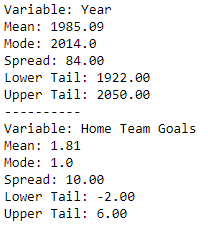 Variable: Year
Mean: 1985.09
Mode: 2014.0
Spread: 84.00
Lower Tail: 1922.00
Upper Tail: 2050.00
----------
Variable: Home Team Goals
Mean: 1.81
Mode: 1.0
Spread: 10.00
Lower Tail: -2.00
Upper Tail: 6.00